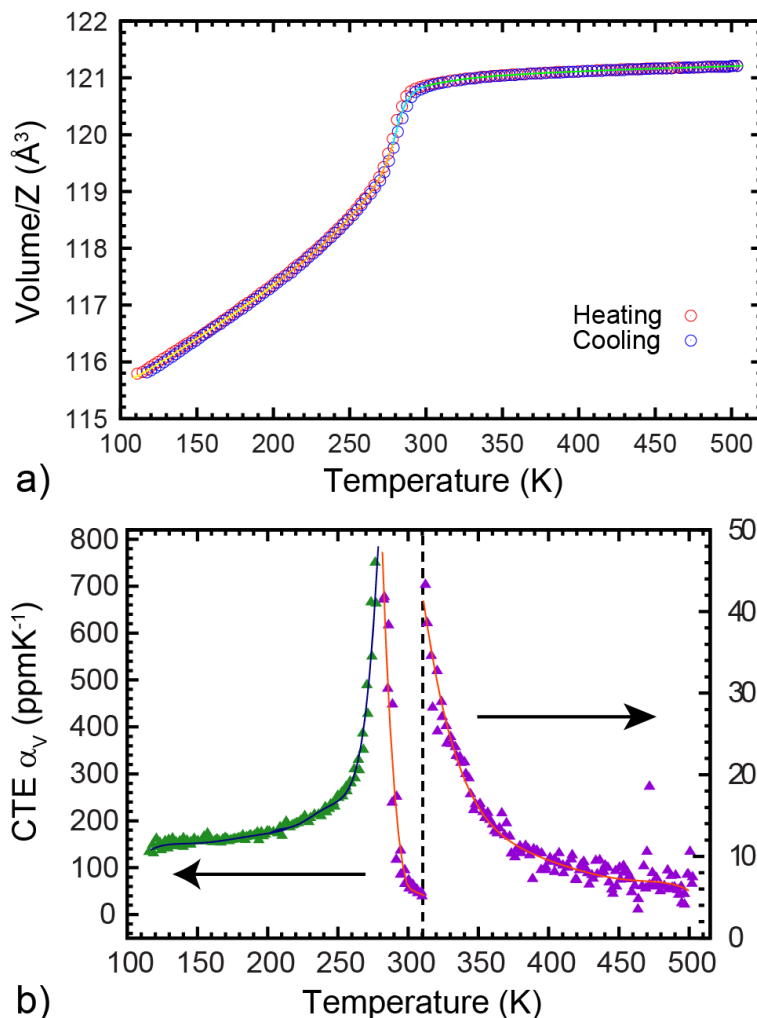 122
121
120
119
118
117
116
115
Volume/Z (Å³)
Heating
Cooling
100 150 200 250 300 350 400 450 500
Temperature (K)
a)
800
700
600
500
400
300
200
100
0
CTE αV (ppmK⁻¹)
50
40
30
20
10
0
100 150 200 250 300 350 400 450 500
Temperature (K)
b)